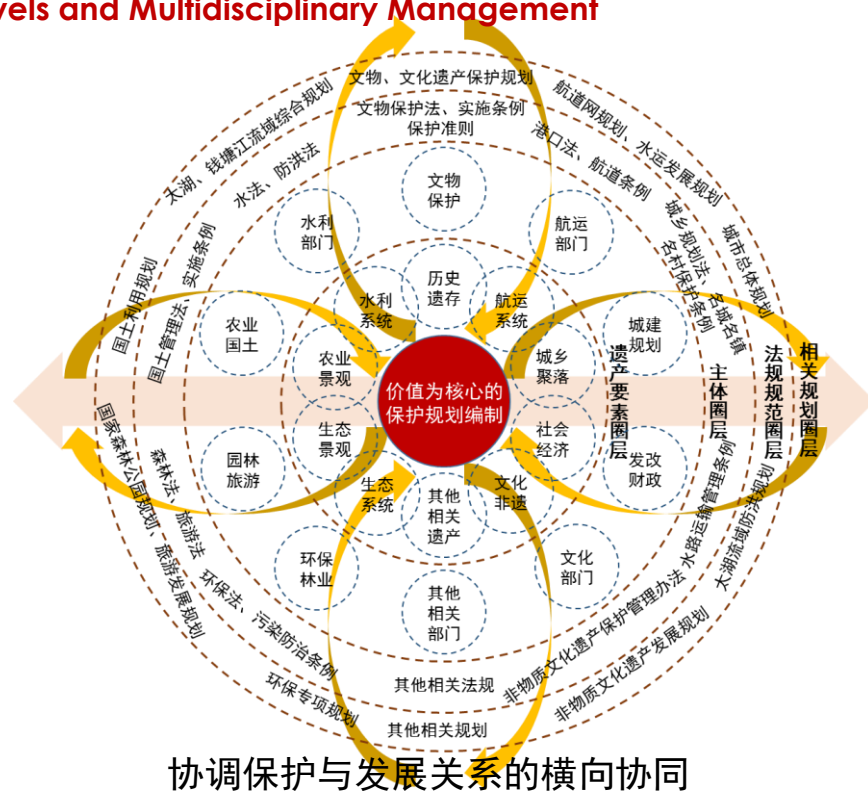 vels and Multidisciplinary Management
文物、文化遗产保护规划
文物保护法、实施条例
保护准则
太湖、钱塘江流域综合规划
水法、防洪法
航道网规划、水运发展规划
港口法、航道条例
城乡规划法、名城名镇
名村保护条例
城市总体规划
国土利用规划
国土管理法、实施条例
文物
保护
水利
部门
航运
部门
历史
遗存
水利
系统
航运
系统
农业
国土
城建
规划
农业
景观
城乡
聚落
价值为核心的
保护规划编制
遗产要素圈层
主体圈层
法规规范圈层
相关规划圈层
生态
景观
社会
经济
园林
旅游
发改
财政
生态
系统
其他
相关
遗产
文化
非遗
环保
林业
文化
部门
其他
相关
部门
国家森林公园规划、旅游发展规划
森林法、旅游法
环保法、污染防治条例
环保专项规划
水路运输管理条例
太湖流域防洪规划
非物质文化遗产保护管理办法
非物质文化遗产发展规划
其他相关法规
其他相关规划
协调保护与发展关系的横向协同